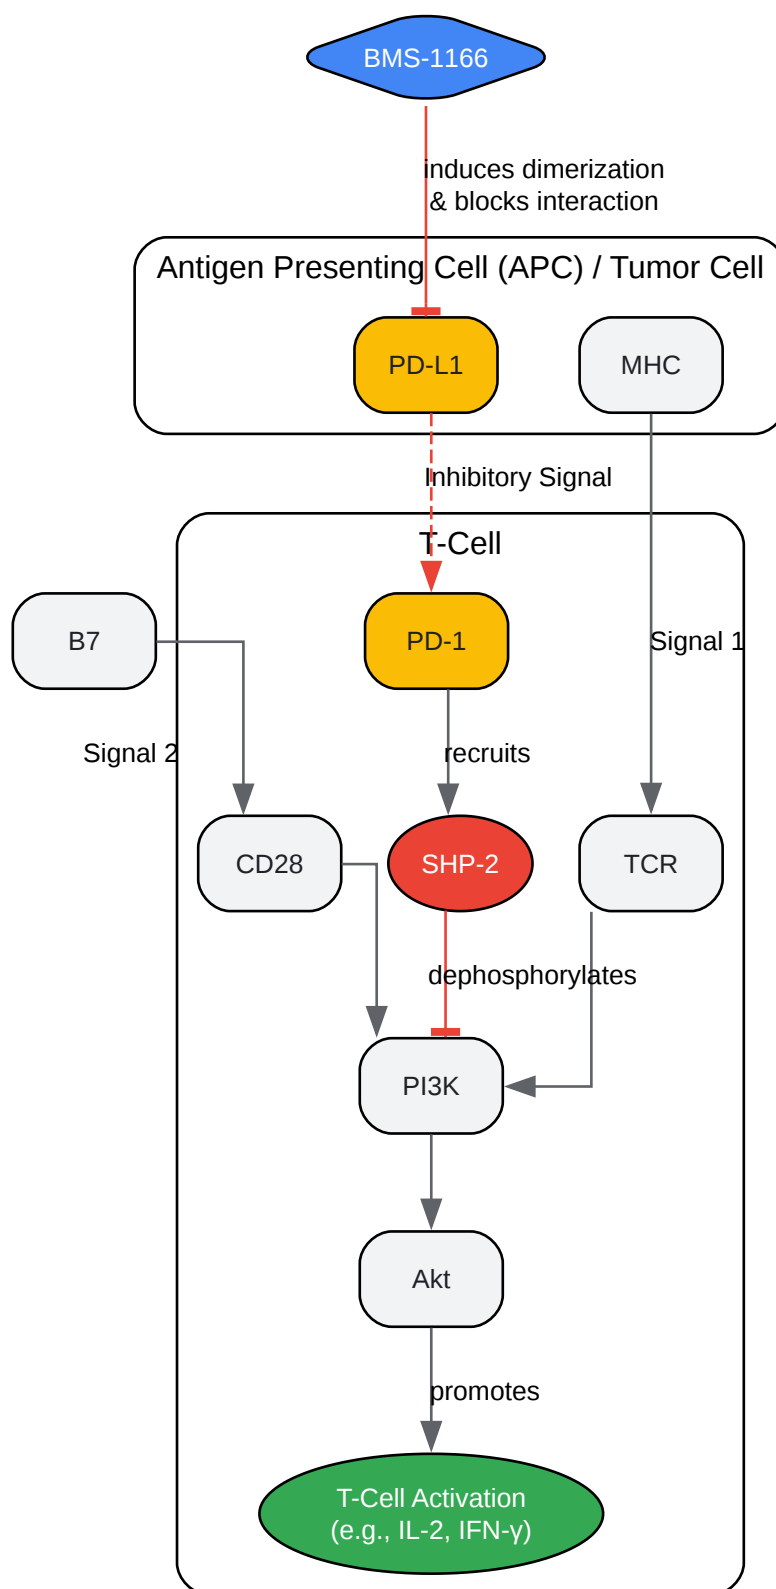 BMS-1166
induces dimerization
& blocks interaction
Antigen Presenting Cell (APC) / Tumor Cell
PD-L1
MHC
Inhibitory Signal
T-Cell
B7
PD-1
Signal 1
Signal 2
recruits
CD28
SHP-2
TCR
dephosphorylates
PI3K
Akt
promotes
T-Cell Activation
(e.g., IL-2, IFN-γ)